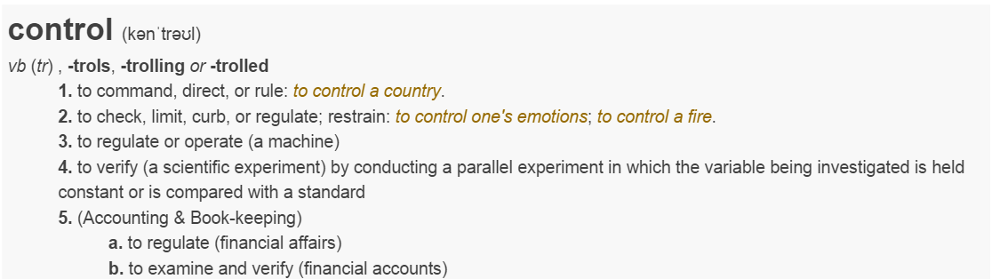 control (kənˈtrəʊl)
vb (tr) , -trols, -trolling or -trolled
1. to command, direct, or rule: to control a country.
2. to check, limit, curb, or regulate; restrain: to control one's emotions; to control a fire.
3. to regulate or operate (a machine)
4. to verify (a scientific experiment) by conducting a parallel experiment in which the variable being investigated is held
constant or is compared with a standard
5. (Accounting & Book-keeping)
a. to regulate (financial affairs)
b. to examine and verify (financial accounts)